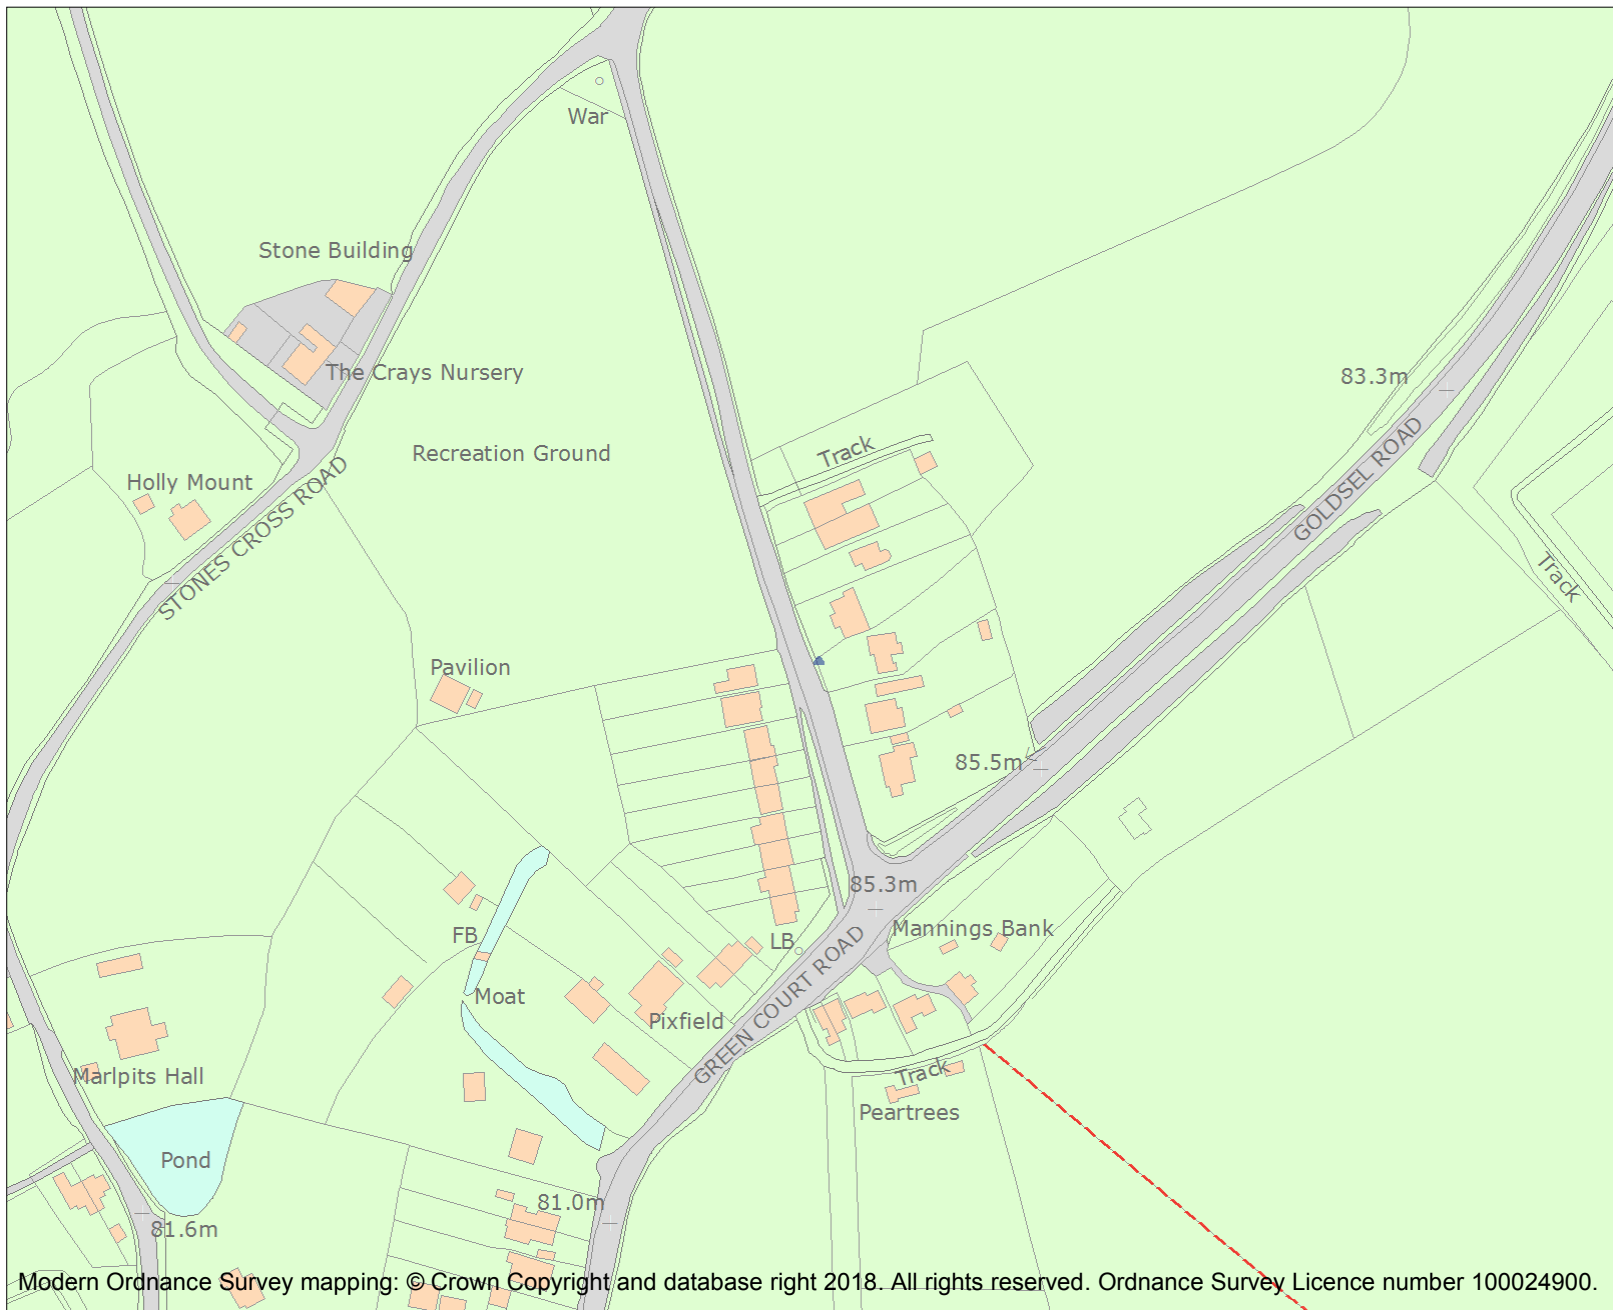 War
Stone Building
The Crays Nursery
83.3m
Track
GOLDSEL ROAD
Recreation Ground
Holly Mount
STONES CROSS ROAD
Track
Pavilion
85.5m
85.3m
Mannings Bank
FB
LB
GREEN COURT ROAD
Moat
Pixfield
Marlpits Hall
Track
Peartrees
Pond
81.0m
81.6m
Modern Ordnance Survey mapping: © Crown Copyright and database right 2018. All rights reserved. Ordnance Survey Licence number 100024900.